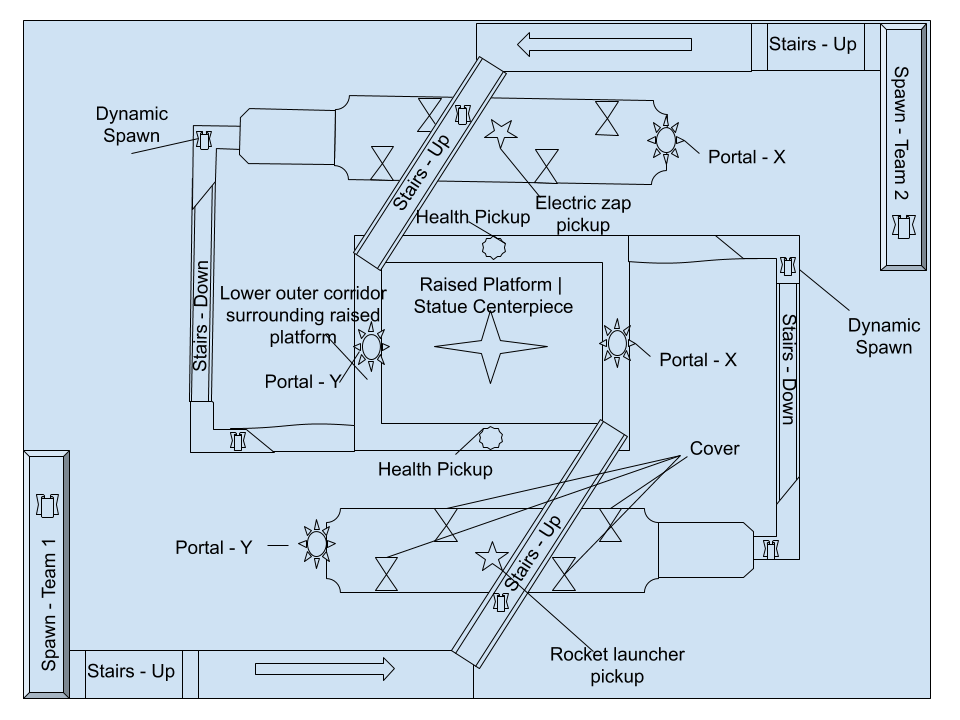 Stairs - Up
Spawn - Team 2
Dynamic
Spawn
Stairs - Up
Portal - X
Electric zap
pickup
Health Pickup
Stairs - Down
Lower outer corridor
surrounding raised
platform
Raised Platform |
Statue Centerpiece
Portal - Y
Portal - X
Stairs - Down
Dynamic
Spawn
Health Pickup
Cover
Portal - Y
Stairs - Up
Spawn - Team 1
Stairs - Up
Rocket launcher
pickup